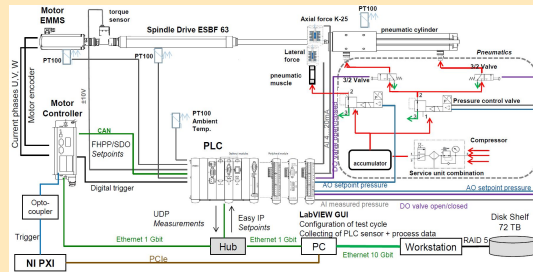 Motor
EMMS
torque
sensor
Spindle Drive ESBF 63
Axial force K-25
PT100
pneumatic cylinder
Lateral
force
pneumatic
muscle
Pneumatics
3/2 Valve
3/2 Valve
PT100
PT100
Current phases U,V, W
Motor encoder
±10V
Motor
Controller
CAN
FHPP/SDO
Setpoints
PT100
Ambient
Temp.
PLC
Digital trigger
2
2
1
1
Pressure control valve
Compressor
accumulator
Service unit combination
AO setpoint pressure
AO setpoint pressure
AI measured pressure
DO valve open/closed
Opto-
coupler
Trigger
UDP
Measurements
Easy IP
Setpoints
LabVIEW GUI
Configuration of test cycle
Collecting of PLC sensor + process data
Disk Shelf
72 TB
Ethernet 1 Gbit
Hub
Ethernet 1 Gbit
PC
Ethernet 10 Gbit
Workstation
RAID 5
NI PXI
PCIe